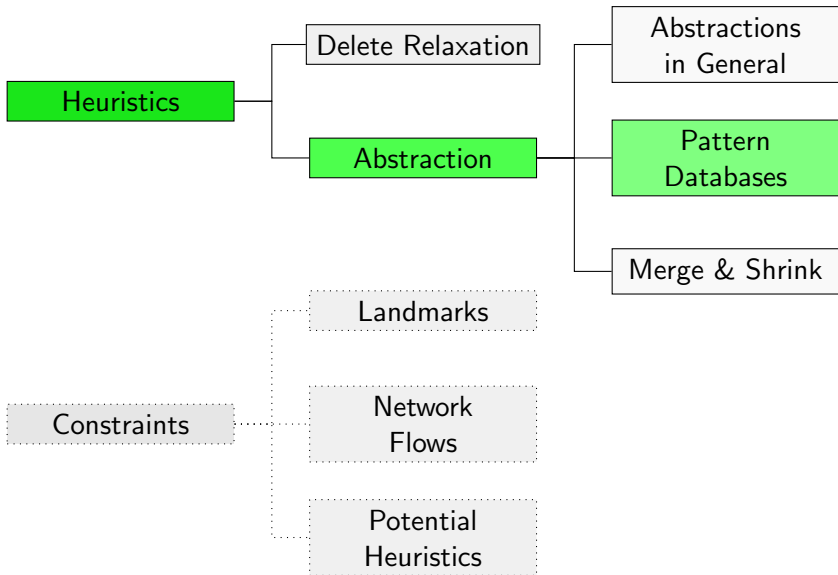 Heuristics
Delete Relaxation
Abstraction
Abstractions
in General
Pattern
Databases
Merge & Shrink
Constraints
Landmarks
Network
Flows
Potential
Heuristics